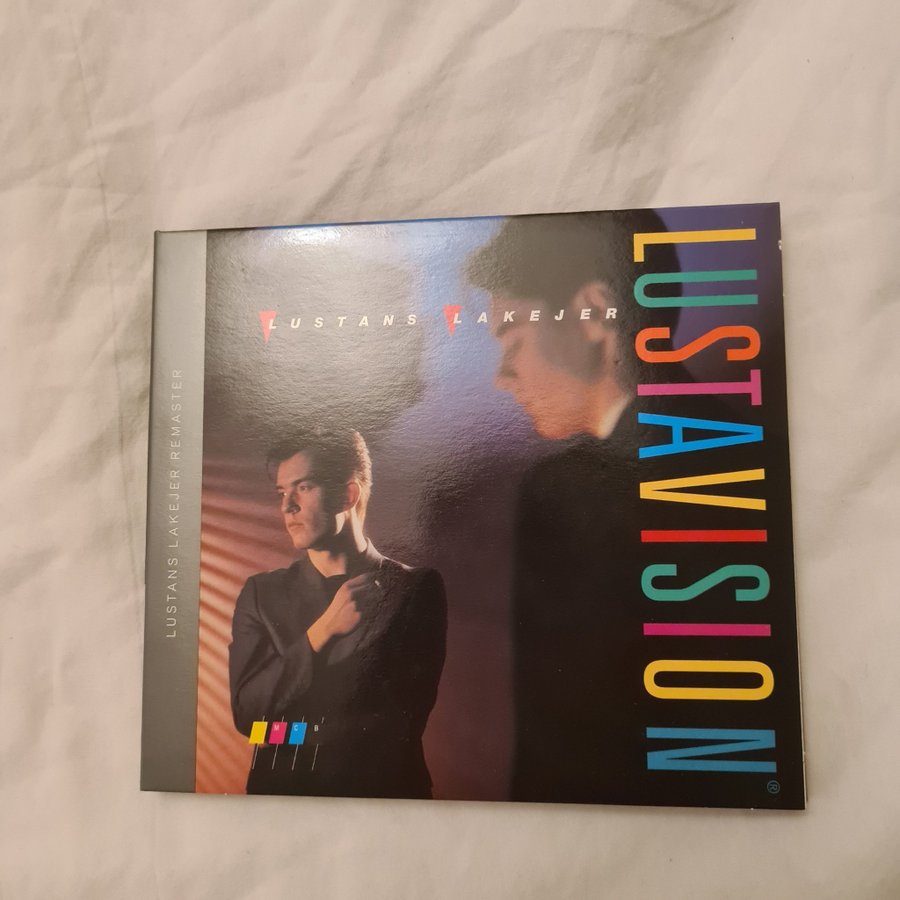 LUSTANS LAKEJER REMASTER
LUSTANS LAKEJER
LUSTAVISION®
M C B